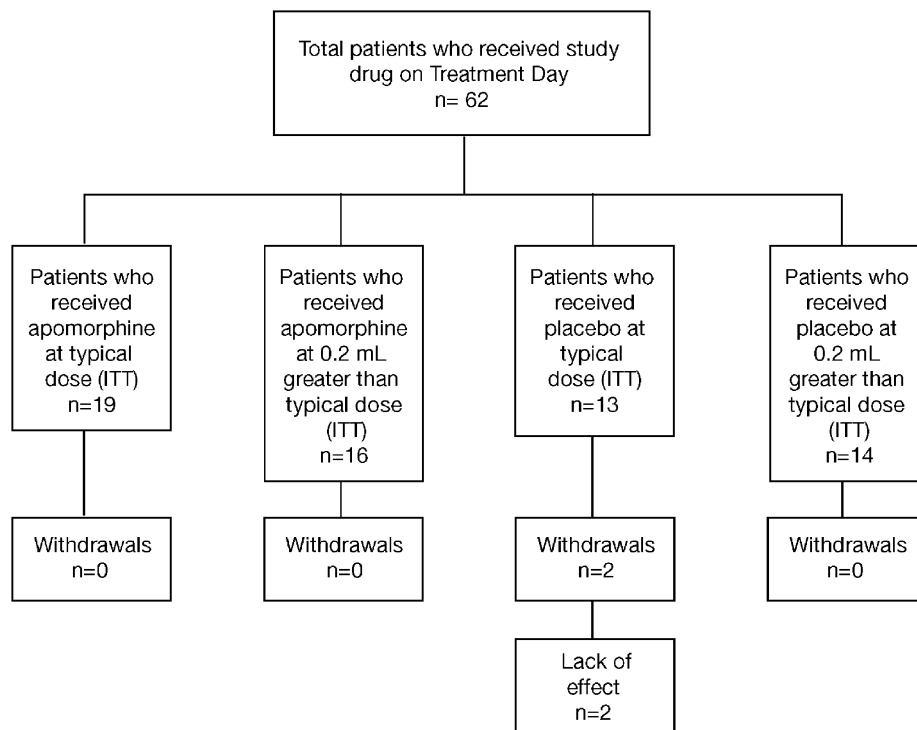 Total patients who received study
drug on Treatment Day
n= 62
Patients who
received
apomorphine
at typical
dose (ITT)
n=19
Patients who
received
apomorphine
at 0.2 mL
greater than
typical dose
(ITT)
n=16
Patients who
received
placebo at
typical
dose (ITT)
n=13
Patients who
received
placebo at
0.2 mL
greater than
typical dose
(ITT)
n=14
Withdrawals
n=0
Withdrawals
n=0
Withdrawals
n=2
Withdrawals
n=0
Lack of
effect
n=2